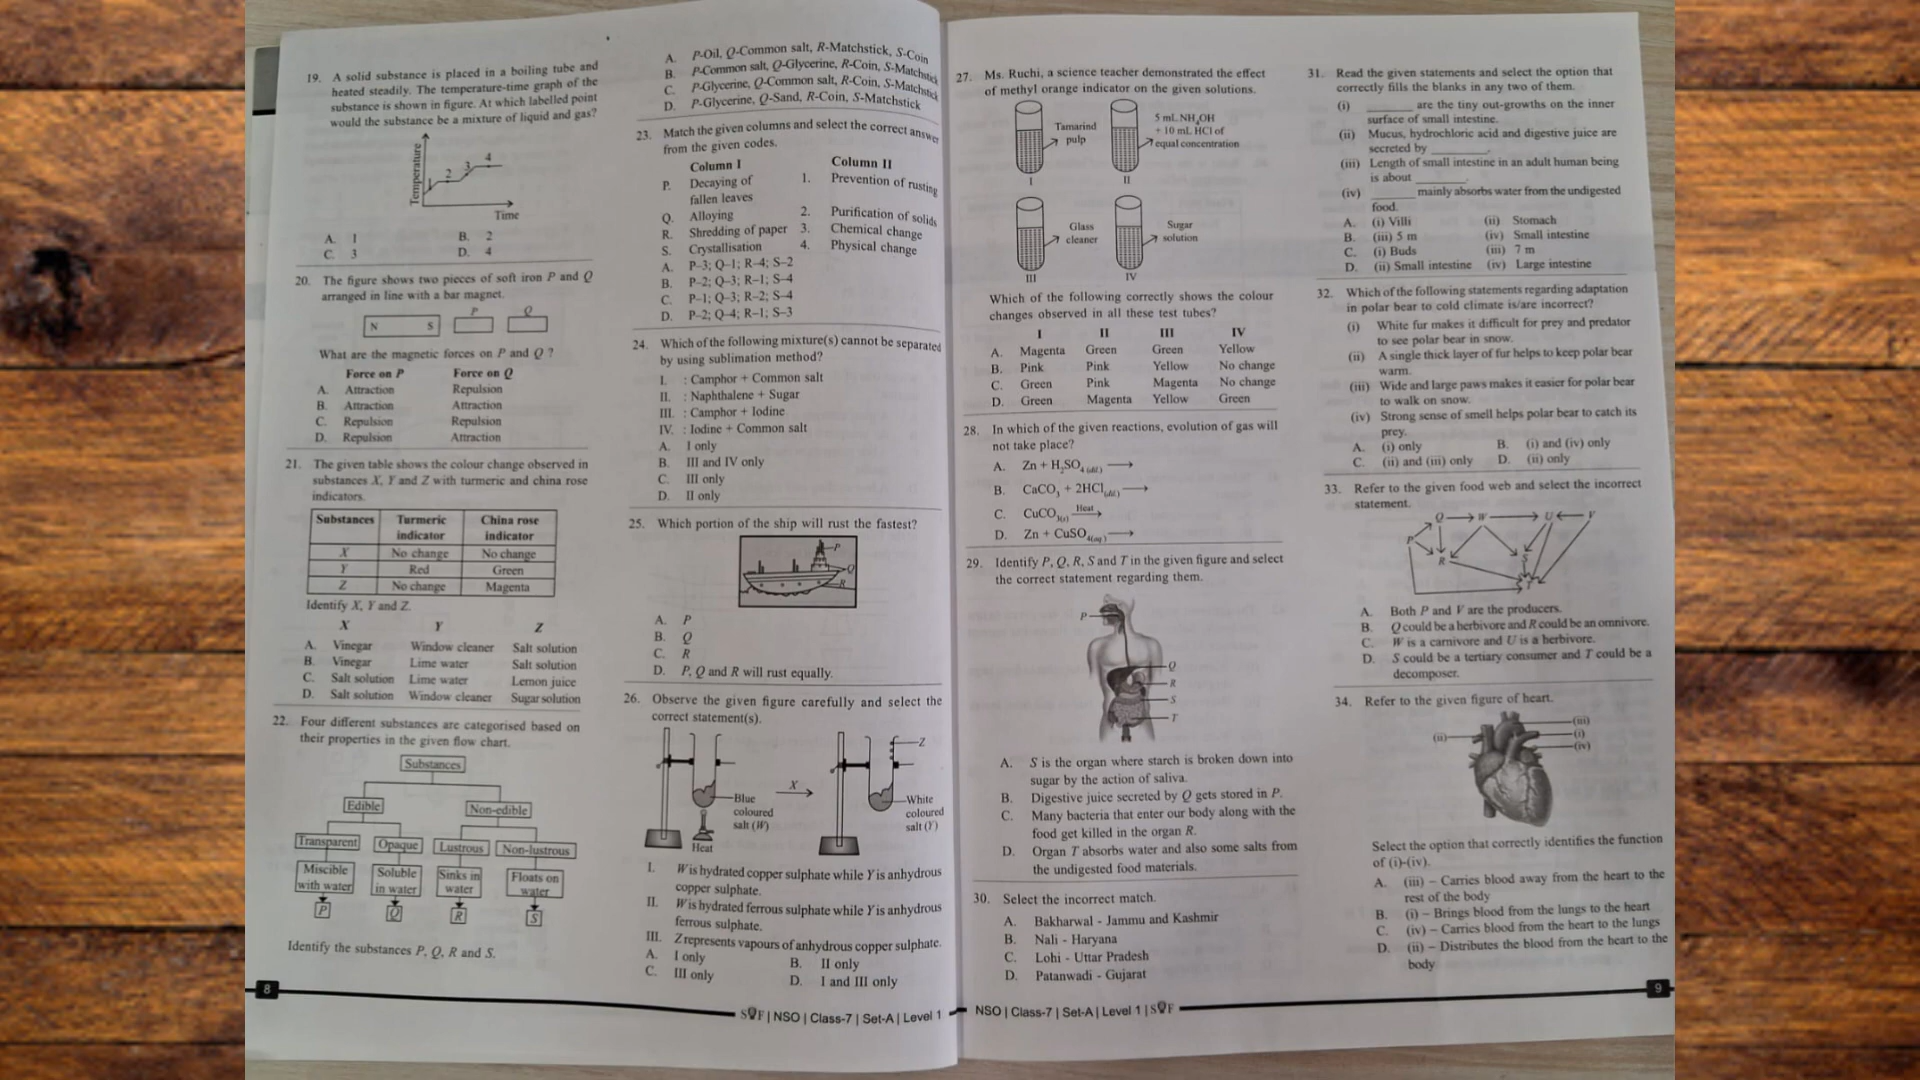 19. A solid substance is placed in a boiling tube and
heated steadily. The temperature-time graph of the
substance is shown in figure. At which labelled point
would the substance be a mixture of liquid and gas?
Temperature
1
2
3
4
Time
A. 1 B. 2
C. 3 D. 4
20. The figure shows two pieces of soft iron P and Q
arranged in line with a bar magnet.
N S P Q
What are the magnetic forces on P and Q ?
Force on P Force on Q
A. Attraction Repulsion
B. Attraction Attraction
C. Repulsion Repulsion
D. Repulsion Attraction
21. The given table shows the colour change observed in
substances X, Y and Z with turmeric and china rose
indicators.
Substances Turmeric indicator China rose indicator
X No change No change
Y Red Green
Z No change Magenta
Identify X, Y and Z.
X Y Z
A. Vinegar Window cleaner Salt solution
B. Vinegar Lime water Salt solution
C. Salt solution Lime water Lemon juice
D. Salt solution Window cleaner Sugar solution
22. Four different substances are categorised based on
their properties in the given flow chart.
Substances
Edible Non-edible
Transparent Opaque Lustrous Non-lustrous
Miscible with water Soluble in water Sinks in water Floats on water
P Q R S
Identify the substances P, Q, R and S.
8
A. P-Oil, Q-Common salt, R-Matchstick, S-Coin
B. P-Common salt, Q-Glycerine, R-Coin, S-Matchstick
C. P-Glycerine, Q-Common salt, R-Coin, S-Matchstick
D. P-Glycerine, Q-Sand, R-Coin, S-Matchstick
23. Match the given columns and select the correct answer
from the given codes.
Column I Column II
P. Decaying of fallen leaves 1. Prevention of rusting
Q. Alloying 2. Purification of solids
R. Shredding of paper 3. Chemical change
S. Crystallisation 4. Physical change
A. P–3; Q–1; R–4; S–2
B. P–2; Q–3; R–1; S–4
C. P–1; Q–3; R–2; S–4
D. P–2; Q–4; R–1; S–3
24. Which of the following mixture(s) cannot be separated
by using sublimation method?
I. : Camphor + Common salt
II. : Naphthalene + Sugar
III. : Camphor + Iodine
IV. : Iodine + Common salt
A. I only
B. III and IV only
C. III only
D. II only
25. Which portion of the ship will rust the fastest?
P
Q
R
A. P
B. Q
C. R
D. P, Q and R will rust equally.
26. Observe the given figure carefully and select the
correct statement(s).
Z
X
Blue
coloured
salt (W)
Heat
White
coloured
salt (Y)
I. W is hydrated copper sulphate while Y is anhydrous
copper sulphate.
II. W is hydrated ferrous sulphate while Y is anhydrous
ferrous sulphate.
III. Z represents vapours of anhydrous copper sulphate.
A. I only B. II only
C. III only D. I and III only
SOF | NSO | Class-7 | Set-A | Level 1
27. Ms. Ruchi, a science teacher demonstrated the effect
of methyl orange indicator on the given solutions.
Tamarind
pulp
I
5 mL NH4OH
+ 10 mL HCl of
equal concentration
II
Glass
cleaner
III
Sugar
solution
IV
Which of the following correctly shows the colour
changes observed in all these test tubes?
I II III IV
A. Magenta Green Green Yellow
B. Pink Pink Yellow No change
C. Green Pink Magenta No change
D. Green Magenta Yellow Green
28. In which of the given reactions, evolution of gas will
not take place?
A. Zn + H2SO4(dil.) ⟶
B. CaCO3 + 2HCl(dil.) ⟶
C. CuCO3(s) Heat ⟶
D. Zn + CuSO4(aq.) ⟶
29. Identify P, Q, R, S and T in the given figure and select
the correct statement regarding them.
P
Q
R
S
T
A. S is the organ where starch is broken down into
sugar by the action of saliva.
B. Digestive juice secreted by Q gets stored in P.
C. Many bacteria that enter our body along with the
food get killed in the organ R.
D. Organ T absorbs water and also some salts from
the undigested food materials.
30. Select the incorrect match.
A. Bakharwal - Jammu and Kashmir
B. Nali - Haryana
C. Lohi - Uttar Pradesh
D. Patanwadi - Gujarat
NSO | Class-7 | Set-A | Level 1 | SOF
31. Read the given statements and select the option that
correctly fills the blanks in any two of them.
(i) ______ are the tiny out-growths on the inner
surface of small intestine.
(ii) Mucus, hydrochloric acid and digestive juice are
secreted by ________.
(iii) Length of small intestine in an adult human being
is about _______.
(iv) ______ mainly absorbs water from the undigested
food.
A. (i) Villi (ii) Stomach
B. (iii) 5 m (iv) Small intestine
C. (i) Buds (iii) 7 m
D. (ii) Small intestine (iv) Large intestine
32. Which of the following statements regarding adaptation
in polar bear to cold climate is/are incorrect?
(i) White fur makes it difficult for prey and predator
to see polar bear in snow.
(ii) A single thick layer of fur helps to keep polar bear
warm.
(iii) Wide and large paws makes it easier for polar bear
to walk on snow.
(iv) Strong sense of smell helps polar bear to catch its
prey.
A. (i) only B. (i) and (iv) only
C. (ii) and (iii) only D. (ii) only
33. Refer to the given food web and select the incorrect
statement.
Q W U V
P
R
S
T
A. Both P and V are the producers.
B. Q could be a herbivore and R could be an omnivore.
C. W is a carnivore and U is a herbivore.
D. S could be a tertiary consumer and T could be a
decomposer.
34. Refer to the given figure of heart.
(ii)
(iii)
(i)
(iv)
Select the option that correctly identifies the function
of (i)-(iv).
A. (iii) – Carries blood away from the heart to the
rest of the body
B. (i) – Brings blood from the lungs to the heart
C. (iv) – Carries blood from the heart to the lungs
D. (ii) – Distributes the blood from the heart to the
body
9